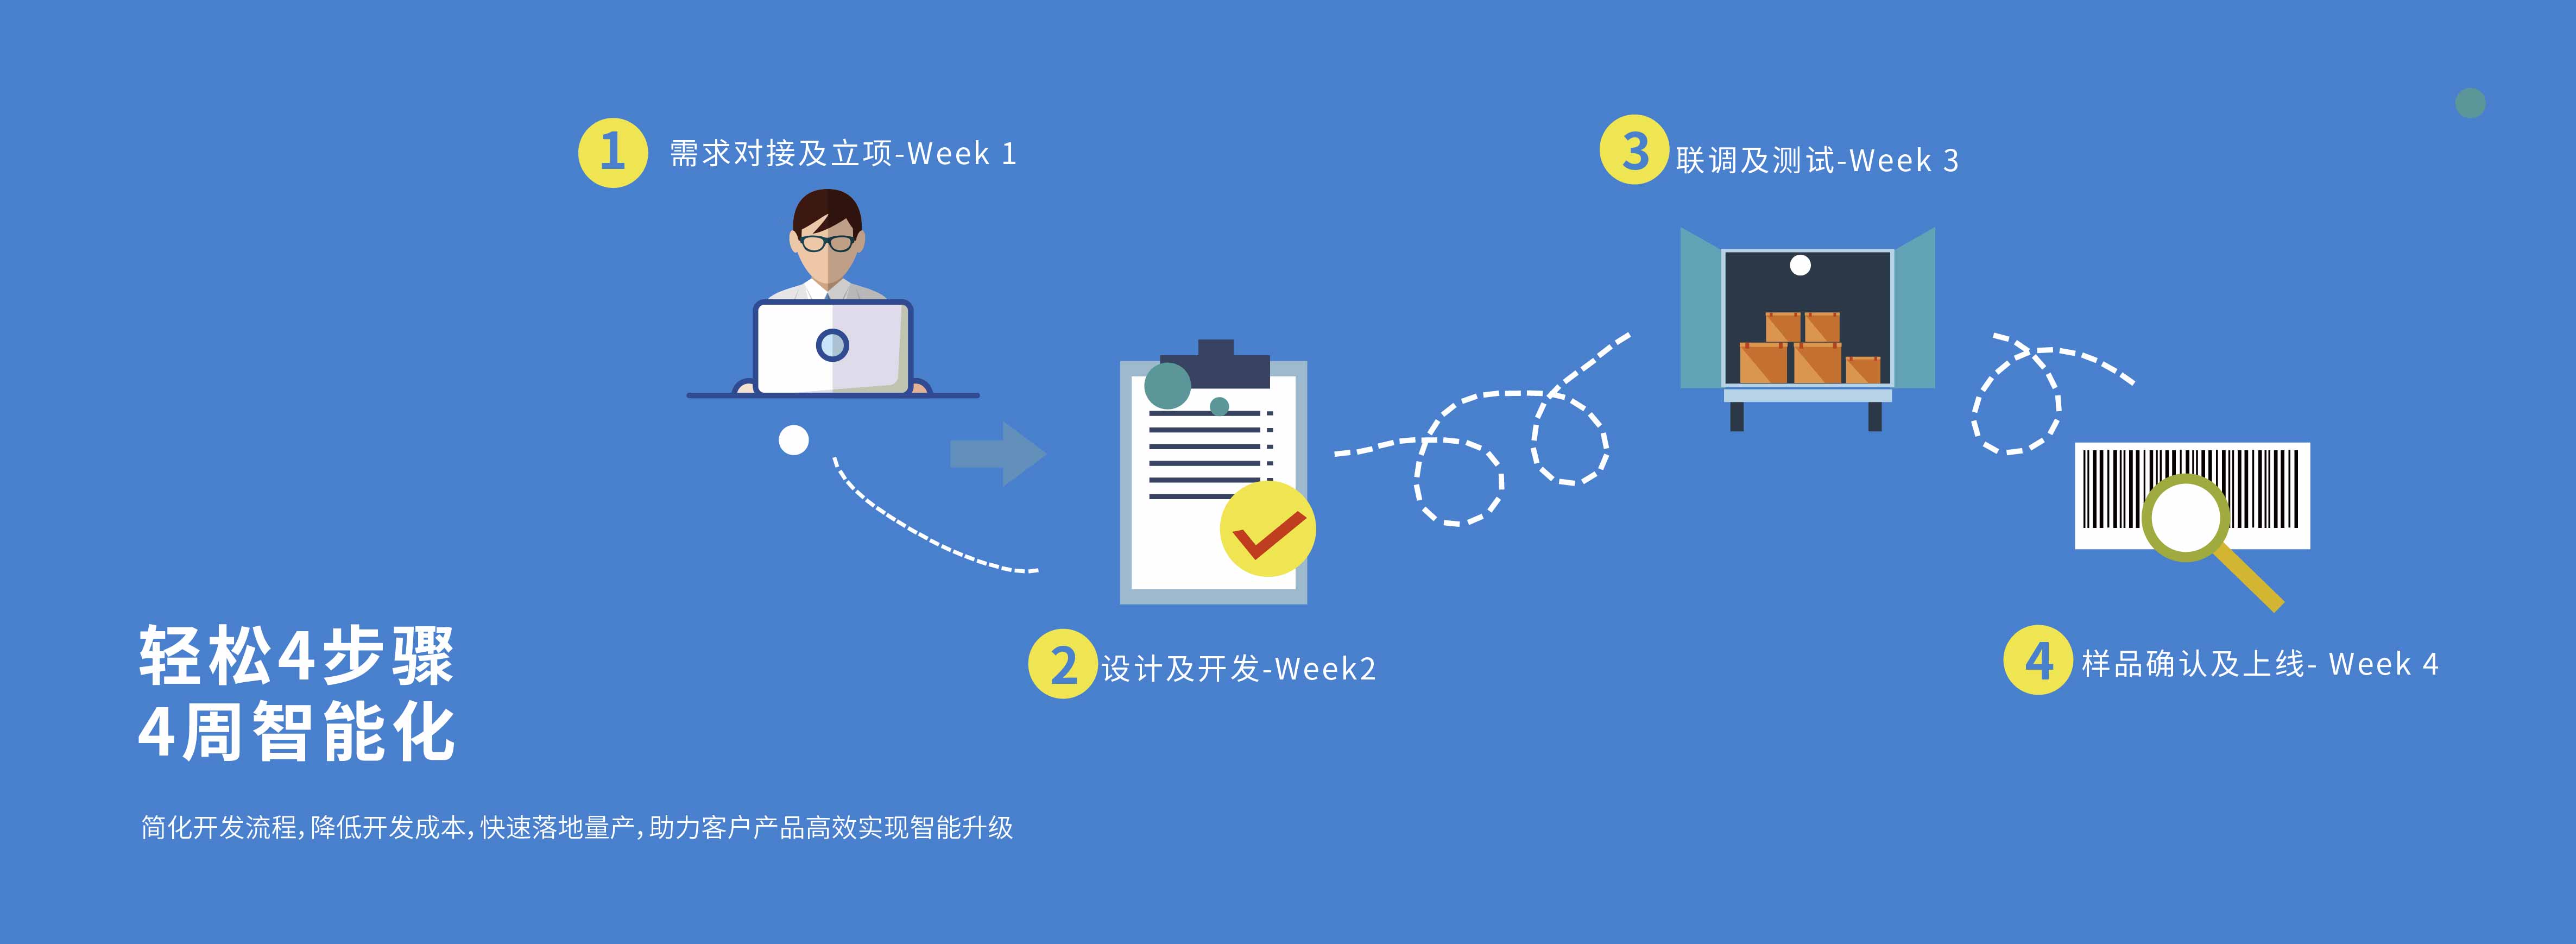 1 需求对接及立项-Week 1
3 联调及测试-Week 3
2 设计及开发-Week2
4 样品确认及上线- Week 4
轻松4步骤
4周智能化
简化开发流程，降低开发成本，快速落地量产，助力客户产品高效实现智能升级